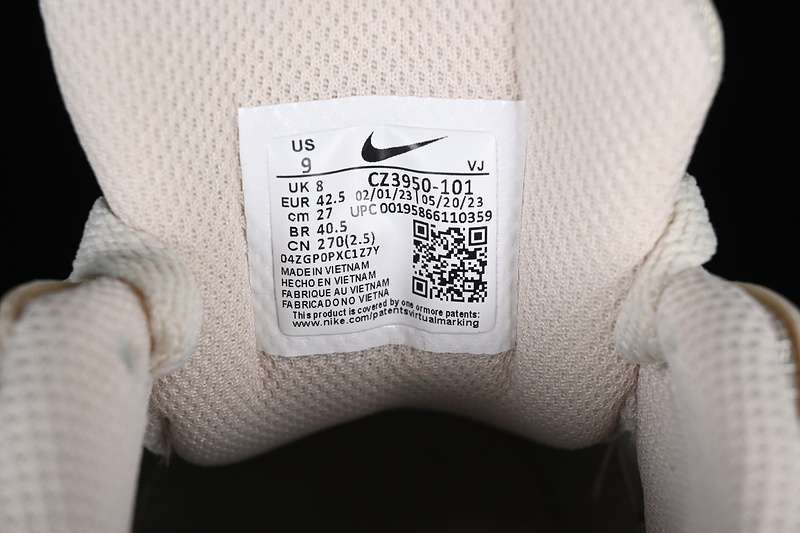 US
9
VJ
UK 8
CZ3950-101
EUR 42.5
02/01/23 | 05/20/23
cm 27
UPC 00195866110359
BR 40.5
CN 270(2.5)
04ZGP0PXC1Z7Y
MADE IN VIETNAM
HECHO EN VIETNAM
FABRIQUE AU VIETNAM
FABRICADO NO VIETNA
This product is covered by one or more patents:
www.nike.com/patentsvirtualmarking